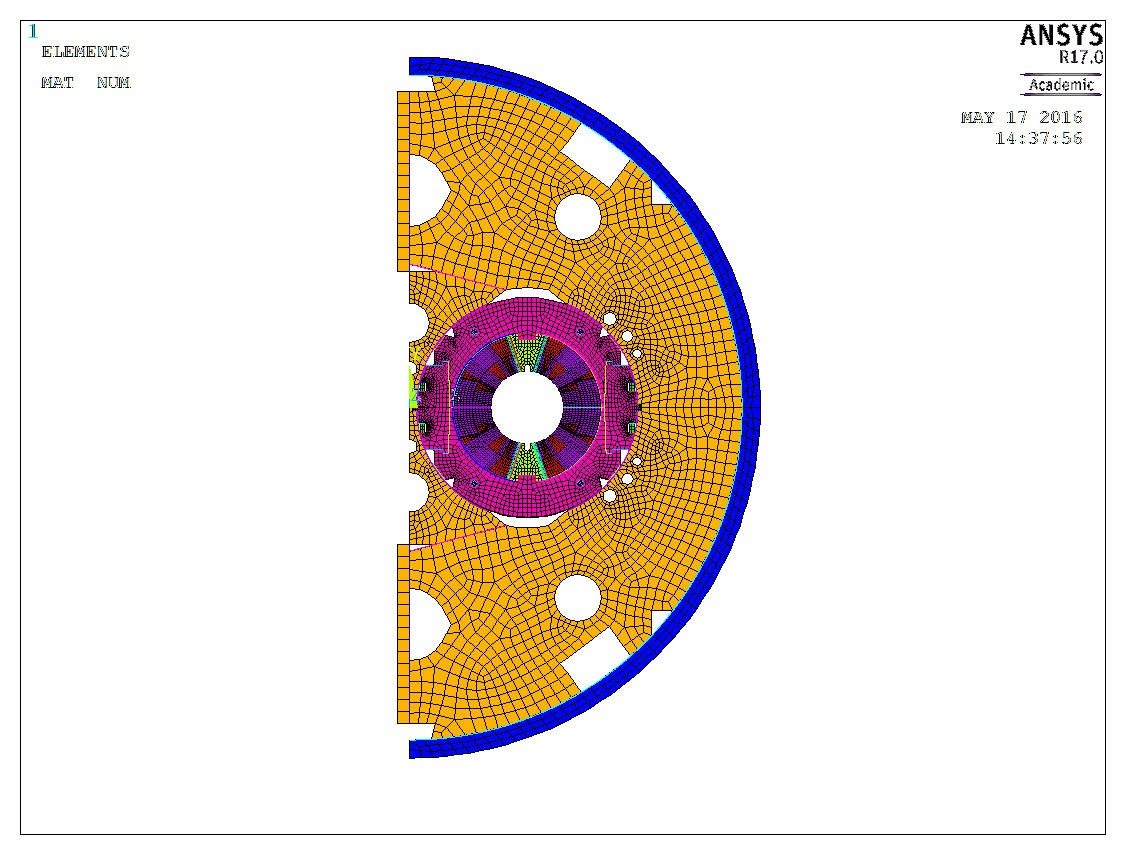 1
ELEMENTS
MAT NUM
ANSYS
R17.0
Academic
MAY 17 2016
14:37:56